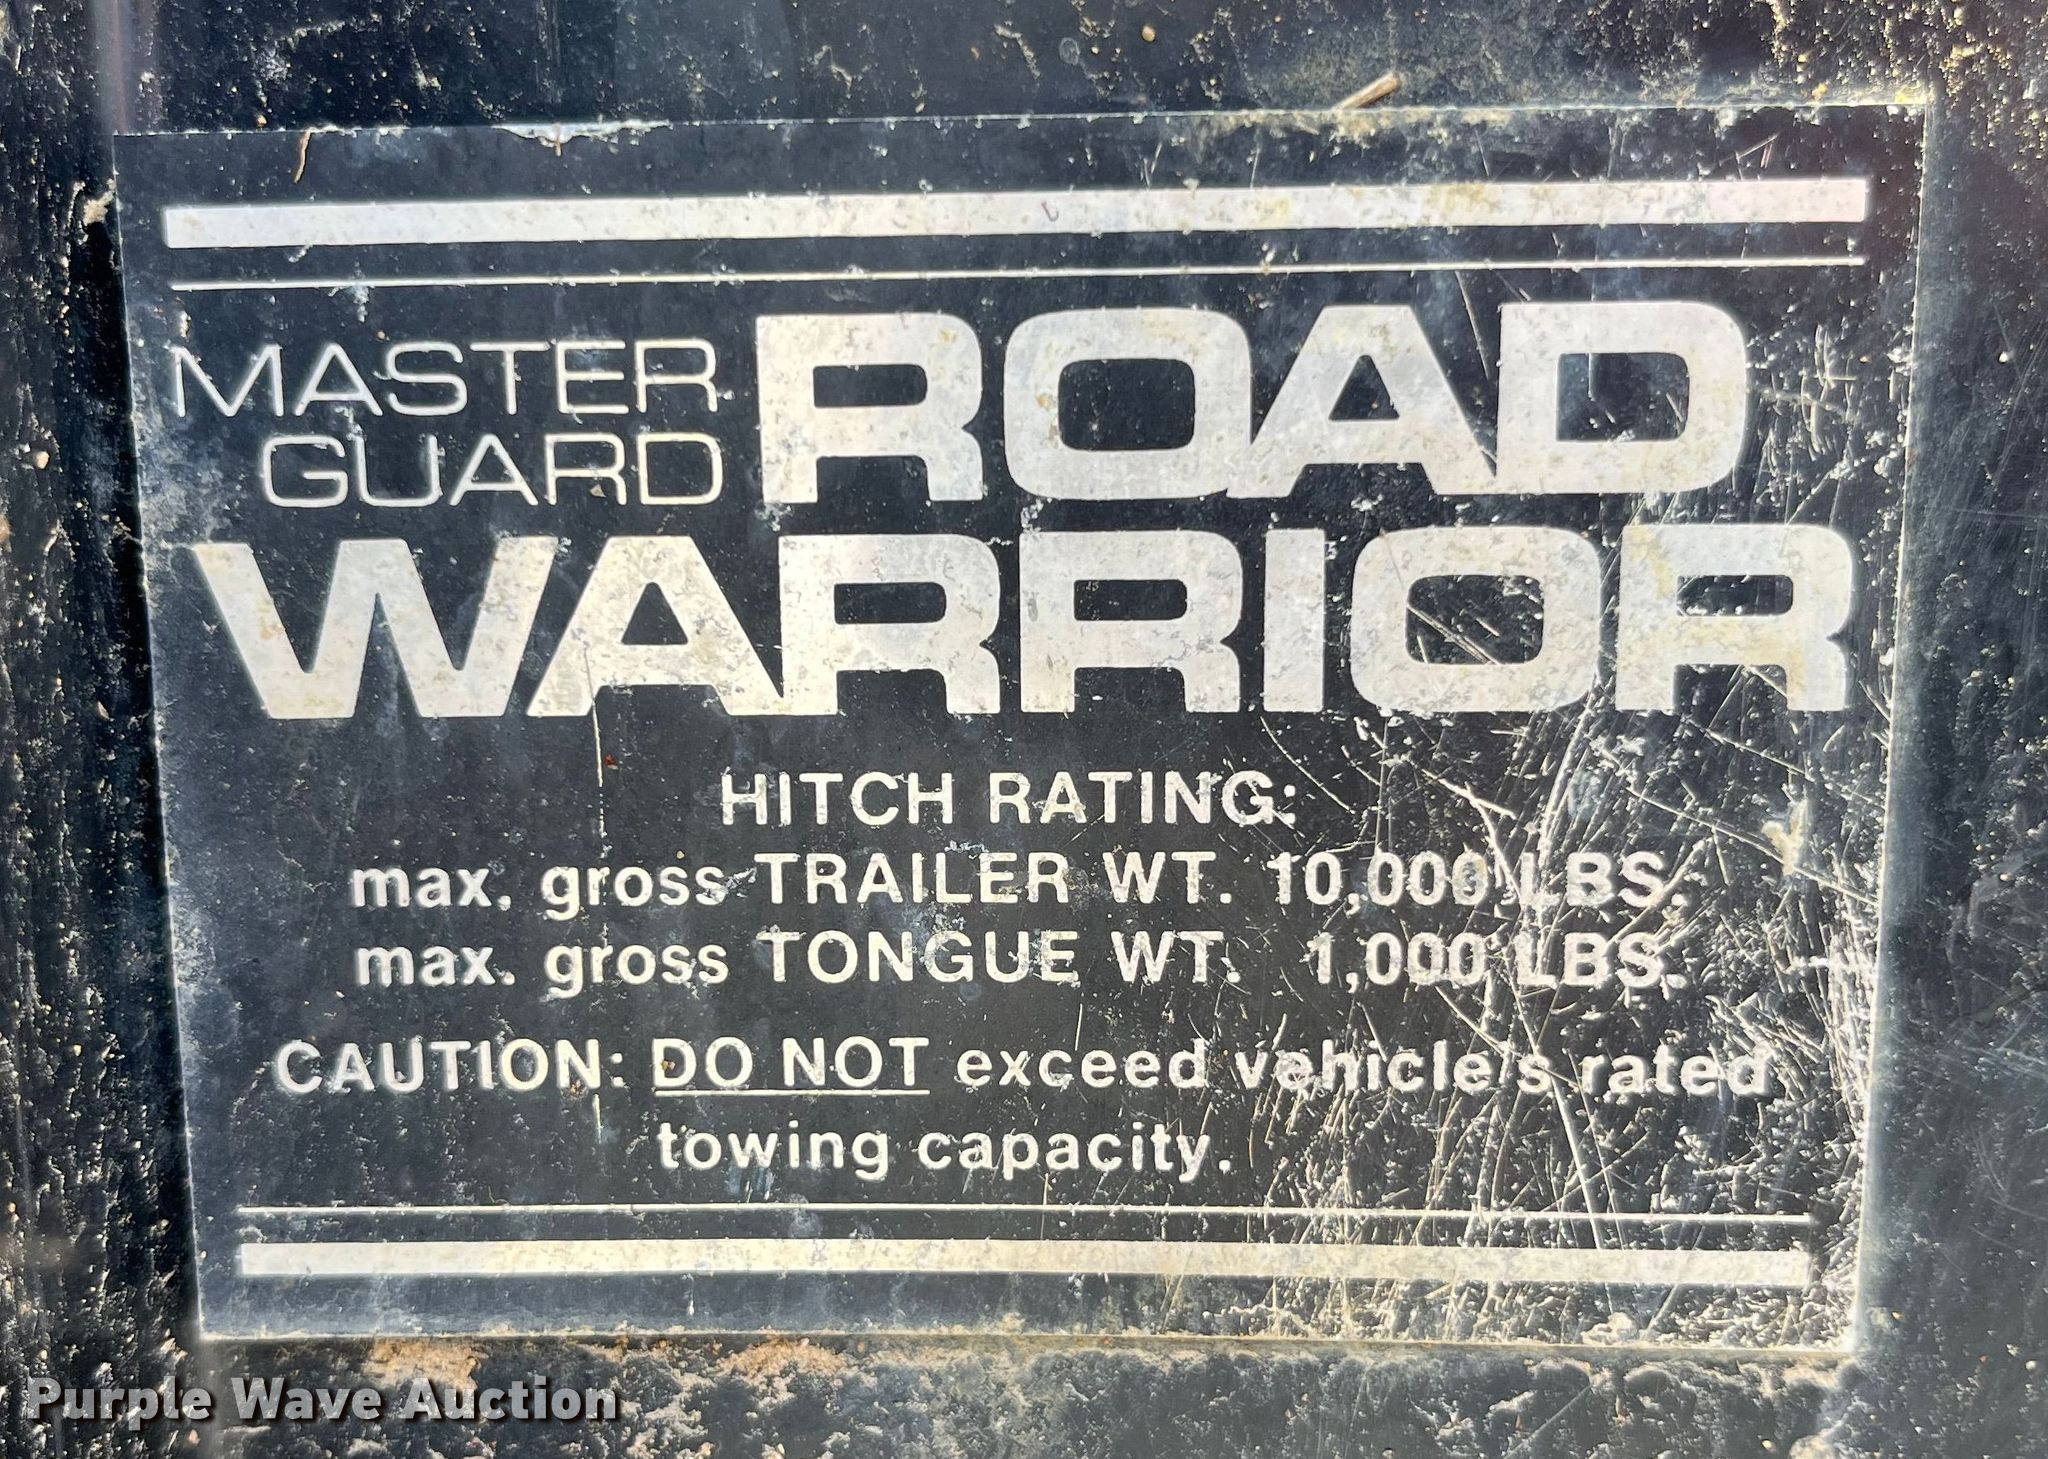 MASTER GUARD ROAD
WARRIOR
HITCH RATING:
max. gross TRAILER WT. 10,000 LBS.
max. gross TONGUE WT. 1,000 LBS.
CAUTION: DO NOT exceed vehicle's rated
towing capacity.
Purple Wave Auction